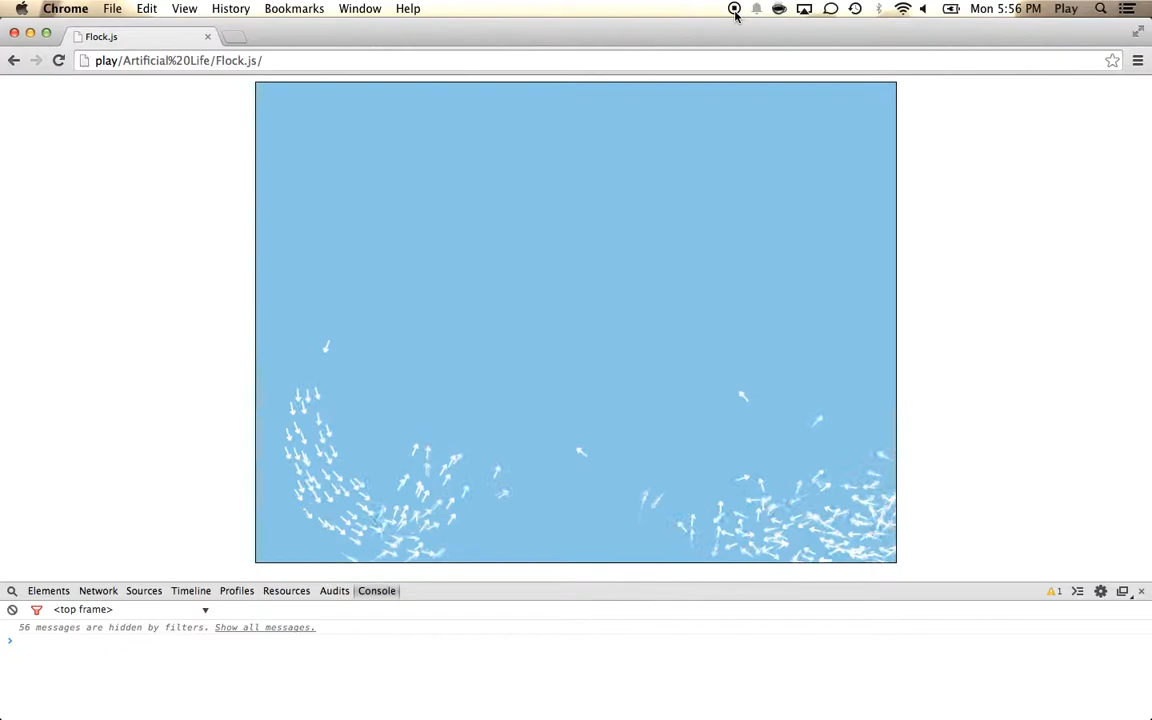 Chrome File Edit View History Bookmarks Window Help Mon 5:56 PM Play
Flock.js
play/Artificial%20Life/Flock.js/
Elements Network Sources Timeline Profiles Resources Audits Console 1
<top frame>
56 messages are hidden by filters. Show all messages.